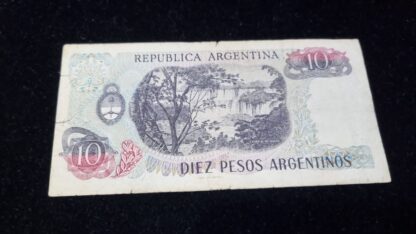 REPUBLICA ARGENTINA
10
10
DIEZ PESOS ARGENTINOS